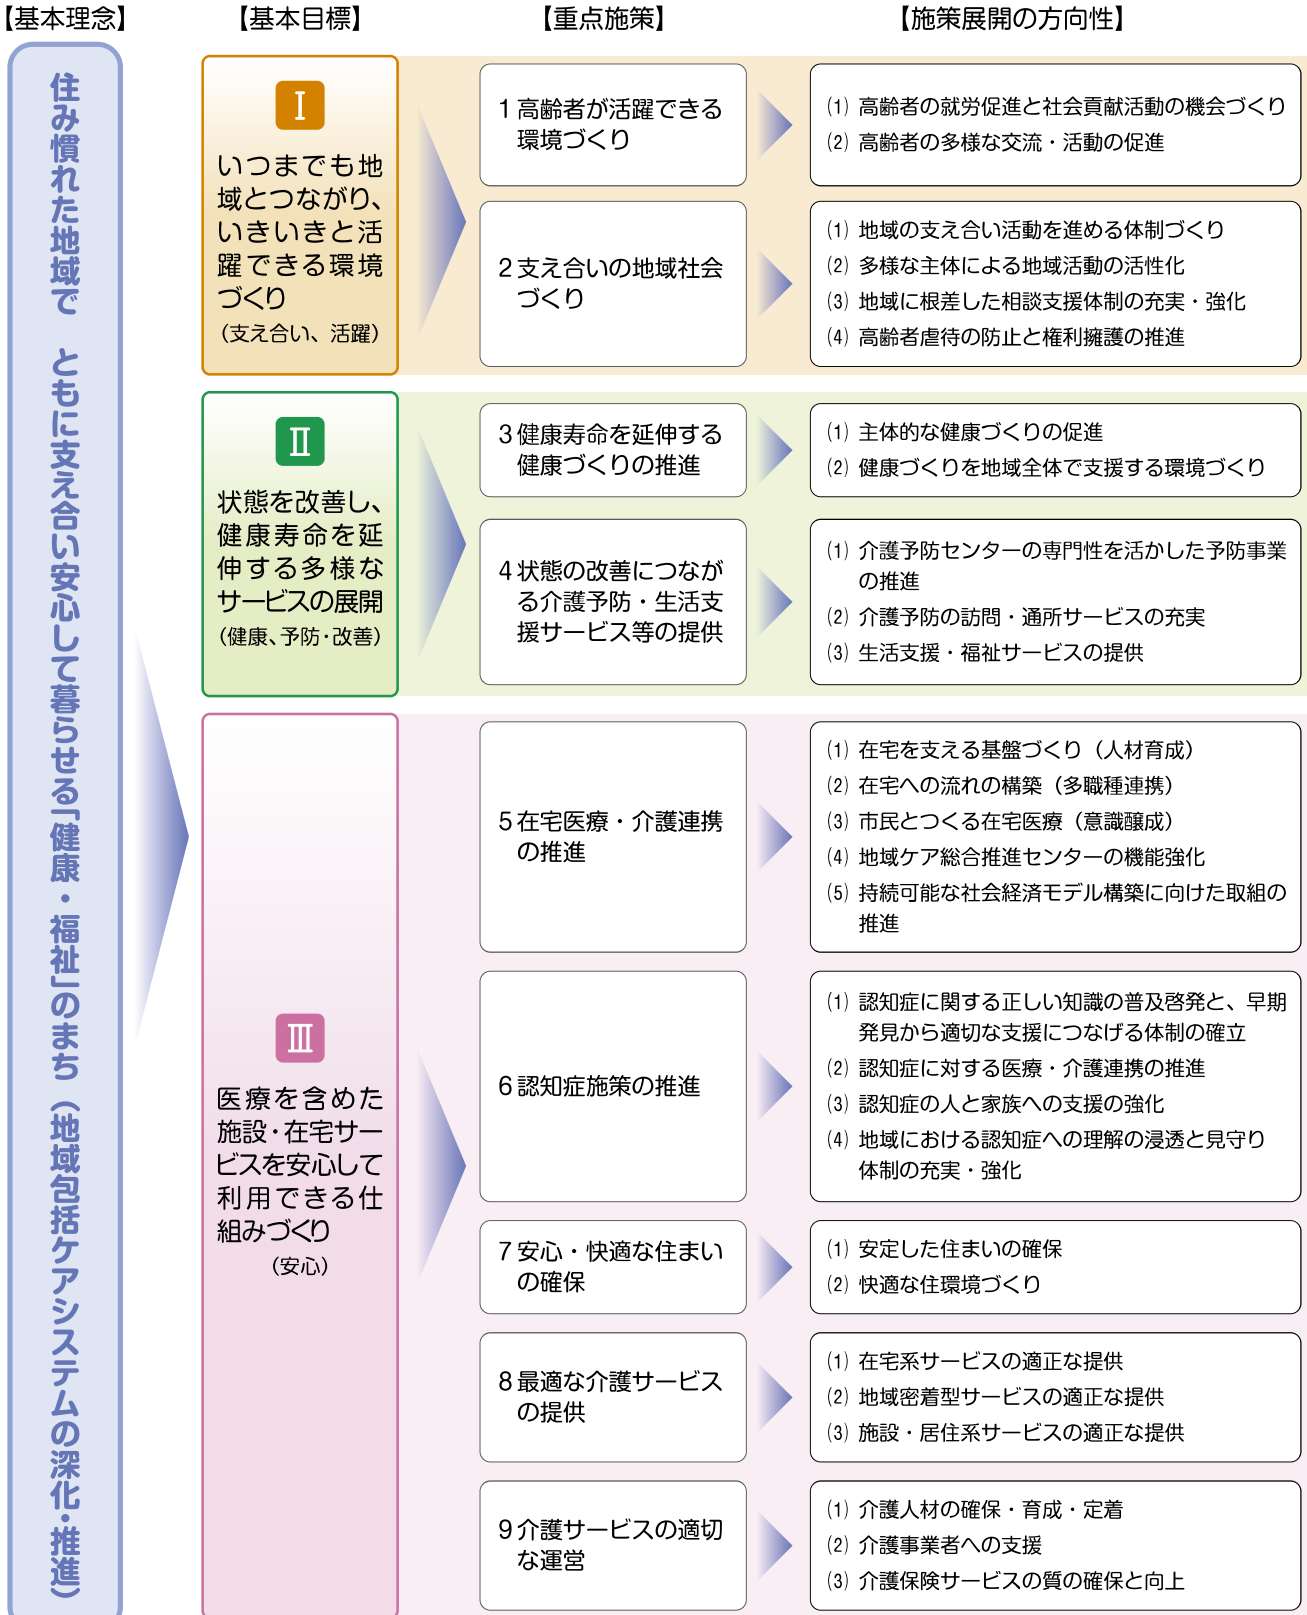 【基本理念】
【基本目標】
【重点施策】
【施策展開の方向性】
住み慣れた地域で　ともに支え合い安心して暮らせる「健康・福祉」のまち（地域包括ケアシステムの深化・推進）
Ⅰ
いつまでも地
域とつながり、
いきいきと活
躍できる環境
づくり
（支え合い、活躍）
1 高齢者が活躍できる
環境づくり
⑴ 高齢者の就労促進と社会貢献活動の機会づくり
⑵ 高齢者の多様な交流・活動の促進
2 支え合いの地域社会
づくり
⑴ 地域の支え合い活動を進める体制づくり
⑵ 多様な主体による地域活動の活性化
⑶ 地域に根差した相談支援体制の充実・強化
⑷ 高齢者虐待の防止と権利擁護の推進
Ⅱ
状態を改善し、
健康寿命を延
伸する多様な
サービスの展開
（健康、予防・改善）
3 健康寿命を延伸する
健康づくりの推進
⑴ 主体的な健康づくりの促進
⑵ 健康づくりを地域全体で支援する環境づくり
4 状態の改善につなが
る介護予防・生活支
援サービス等の提供
⑴ 介護予防センターの専門性を活かした予防事業
の推進
⑵ 介護予防の訪問・通所サービスの充実
⑶ 生活支援・福祉サービスの提供
Ⅲ
医療を含めた
施設・在宅サー
ビスを安心して
利用できる仕
組みづくり
（安心）
5 在宅医療・介護連携
の推進
⑴ 在宅を支える基盤づくり（人材育成）
⑵ 在宅への流れの構築（多職種連携）
⑶ 市民とつくる在宅医療（意識醸成）
⑷ 地域ケア総合推進センターの機能強化
⑸ 持続可能な社会経済モデル構築に向けた取組の
推進
6 認知症施策の推進
⑴ 認知症に関する正しい知識の普及啓発と、早期
発見から適切な支援につなげる体制の確立
⑵ 認知症に対する医療・介護連携の推進
⑶ 認知症の人と家族への支援の強化
⑷ 地域における認知症への理解の浸透と見守り
体制の充実・強化
7 安心・快適な住まい
の確保
⑴ 安定した住まいの確保
⑵ 快適な住環境づくり
8 最適な介護サービス
の提供
⑴ 在宅系サービスの適正な提供
⑵ 地域密着型サービスの適正な提供
⑶ 施設・居住系サービスの適正な提供
9 介護サービスの適切
な運営
⑴ 介護人材の確保・育成・定着
⑵ 介護事業者への支援
⑶ 介護保険サービスの質の確保と向上